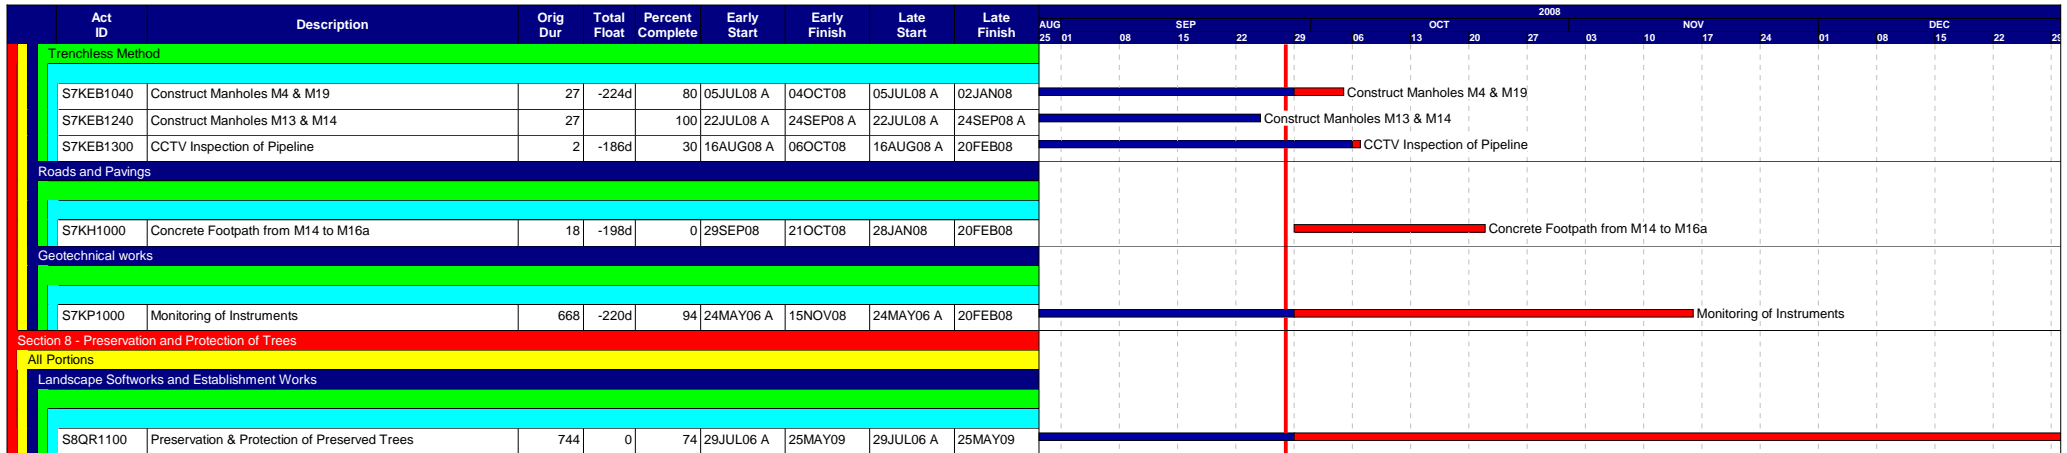 2008
Act ID Description Orig Dur Total Float Percent Complete Early Start Early Finish Late Start Late Finish
AUG SEP OCT NOV DEC
25 01 08 15 22 29 06 13 20 27 03 10 17 24 01 08 15 22 29
Trenchless Method
S7KEB1040 Construct Manholes M4 & M19 27 -224d 80 05JUL08 A 04OCT08 05JUL08 A 02JAN08 Construct Manholes M4 & M19
S7KEB1240 Construct Manholes M13 & M14 27 100 22JUL08 A 24SEP08 A 22JUL08 A 24SEP08 A Construct Manholes M13 & M14
S7KEB1300 CCTV Inspection of Pipeline 2 -186d 30 16AUG08 A 06OCT08 16AUG08 A 20FEB08 CCTV Inspection of Pipeline
Roads and Pavings
S7KH1000 Concrete Footpath from M14 to M16a 18 -198d 0 29SEP08 21OCT08 28JAN08 20FEB08 Concrete Footpath from M14 to M16a
Geotechnical works
S7KP1000 Monitoring of Instruments 668 -220d 94 24MAY06 A 15NOV08 24MAY06 A 20FEB08 Monitoring of Instruments
Section 8 - Preservation and Protection of Trees
All Portions
Landscape Softworks and Establishment Works
S8QR1100 Preservation & Protection of Preserved Trees 744 0 74 29JUL06 A 25MAY09 29JUL06 A 25MAY09